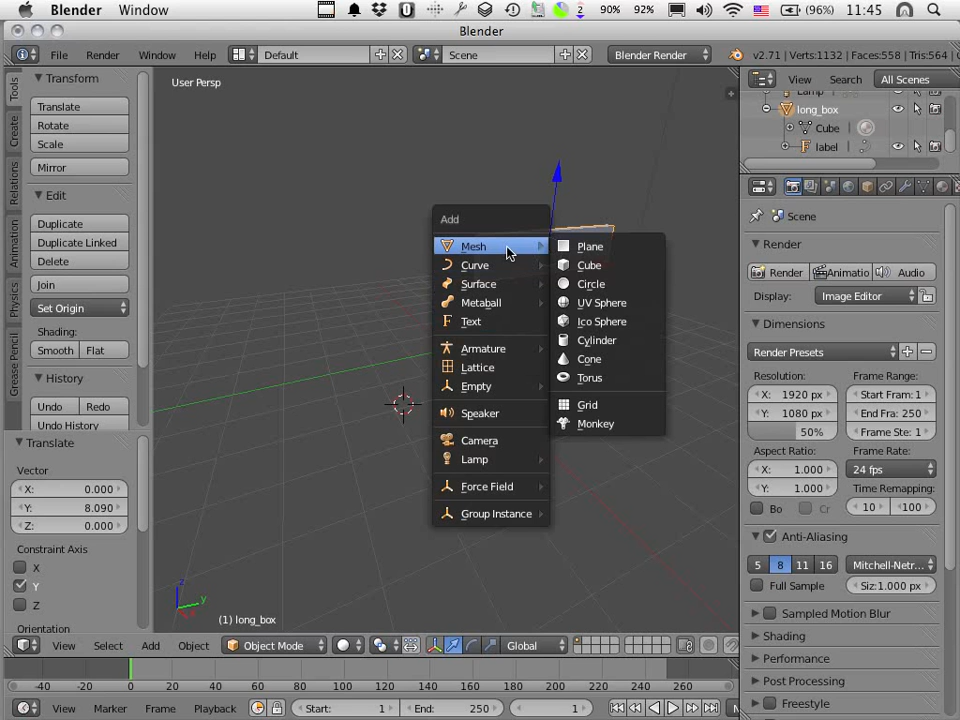 Blender Window 90% 92% (96%) 11:45
Blender
File Render Window Help Default Scene Blender Render v2.71 | Verts:1132 | Faces:558 | Tris:564
Tools
Create
Relations
Animation
Physics
Grease Pencil
Transform
Translate
Rotate
Scale
Mirror
Edit
Duplicate
Duplicate Linked
Delete
Join
Set Origin
Shading:
Smooth Flat
History
Undo Redo
Undo History
Translate
Vector
X: 0.000
Y: 8.090
Z: 0.000
Constraint Axis
X
Y
Z
Orientation
User Persp
Add
Mesh
Curve
Surface
Metaball
Text
Armature
Lattice
Empty
Speaker
Camera
Lamp
Force Field
Group Instance
Plane
Cube
Circle
UV Sphere
Ico Sphere
Cylinder
Cone
Torus
Grid
Monkey
z
y
(1) long_box
View Search All Scenes
Lamp
long_box
Cube
label
Scene
Render
Render Animatio Audio
Display: Image Editor
Dimensions
Render Presets
Resolution: Frame Range:
X: 1920 px Start Fram: 1
Y: 1080 px End Fra: 250
50% Frame Ste: 1
Aspect Ratio: Frame Rate:
X: 1.000 24 fps
Y: 1.000 Time Remapping:
Bo Cr 10 100
Anti-Aliasing
5 8 11 16 Mitchell-Netr...
Full Sample Siz:1.000 px
Sampled Motion Blur
Shading
Performance
Post Processing
Freestyle
View Select Add Object Object Mode Global
-40 -20 0 20 40 60 80 100 120 140 160 180 200 220 240 260
View Marker Frame Playback Start: 1 End: 250 1 N